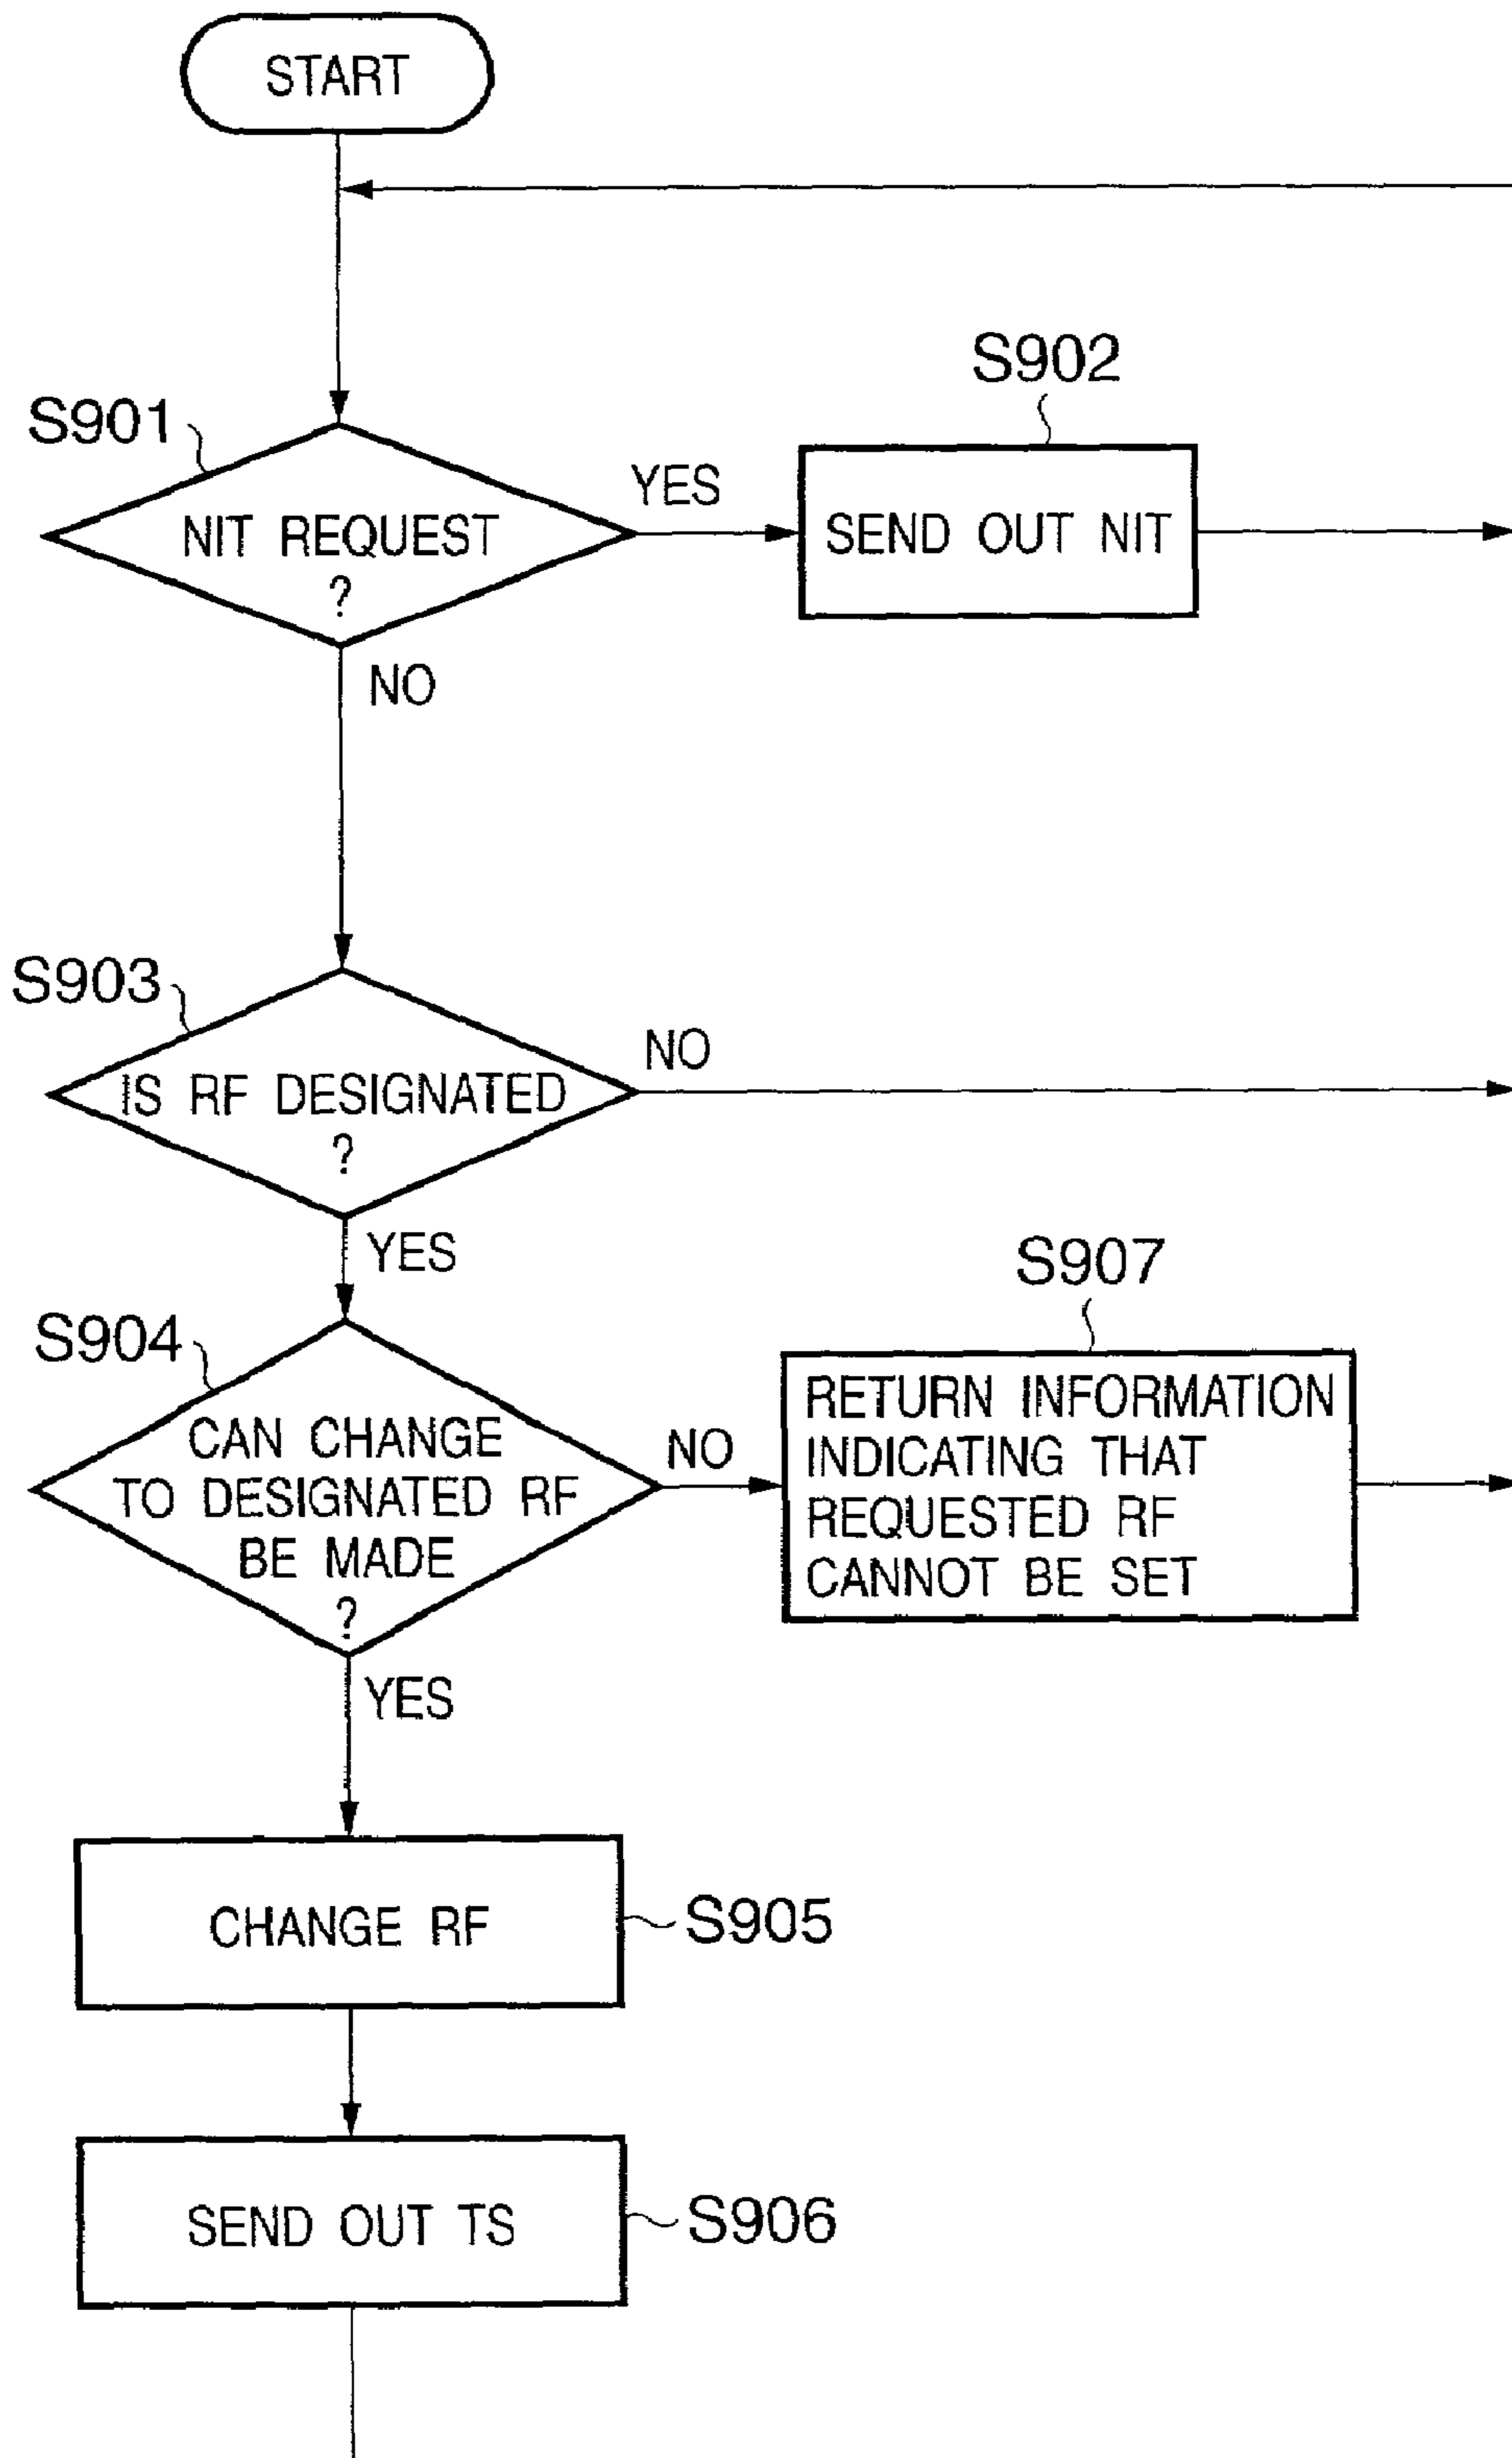 START
S901
NIT REQUEST
?
YES
NO
S902
SEND OUT NIT
S903
IS RF DESIGNATED
?
NO
YES
S904
CAN CHANGE
TO DESIGNATED RF
BE MADE
?
NO
YES
S907
RETURN INFORMATION
INDICATING THAT
REQUESTED RF
CANNOT BE SET
CHANGE RF
S905
SEND OUT TS
S906